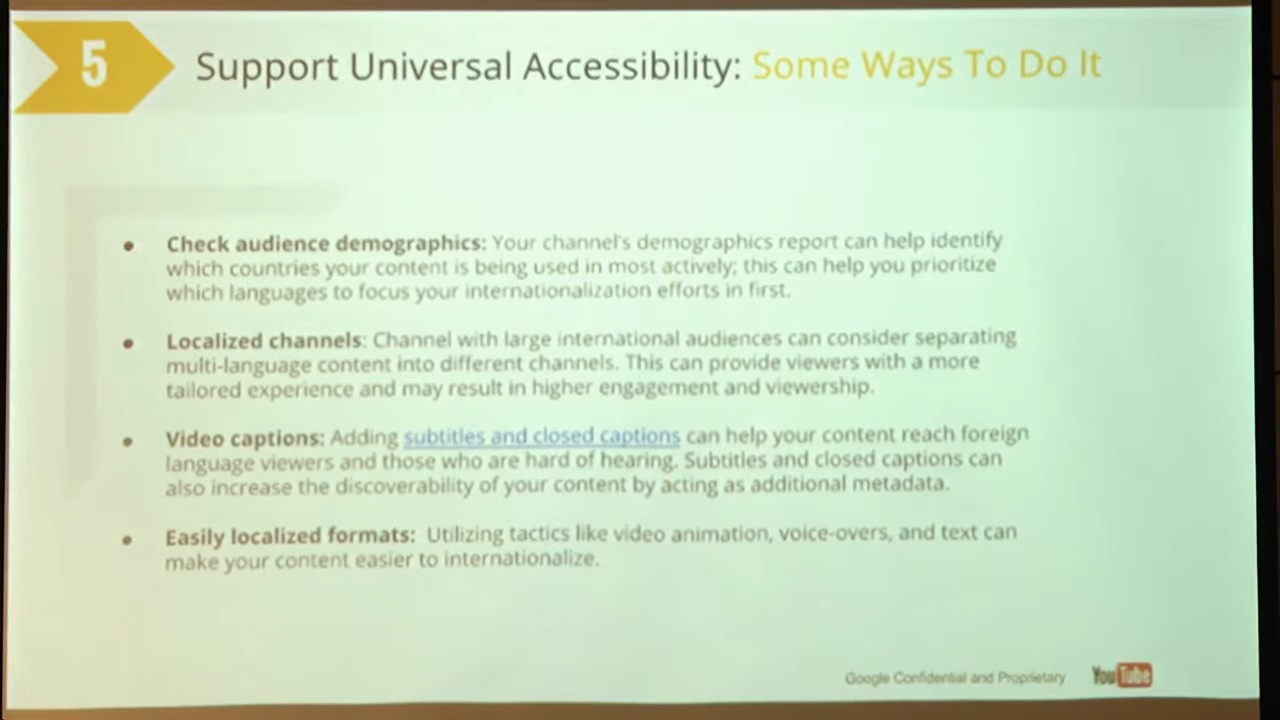 5
Support Universal Accessibility: Some Ways To Do It
● Check audience demographics: Your channel's demographics report can help identify
which countries your content is being used in most actively; this can help you prioritize
which languages to focus your internationalization efforts in first.
● Localized channels: Channel with large international audiences can consider separating
multi-language content into different channels. This can provide viewers with a more
tailored experience and may result in higher engagement and viewership.
● Video captions: Adding subtitles and closed captions can help your content reach foreign
language viewers and those who are hard of hearing. Subtitles and closed captions can
also increase the discoverability of your content by acting as additional metadata.
● Easily localized formats: Utilizing tactics like video animation, voice-overs, and text can
make your content easier to internationalize.
Google Confidential and Proprietary YouTube